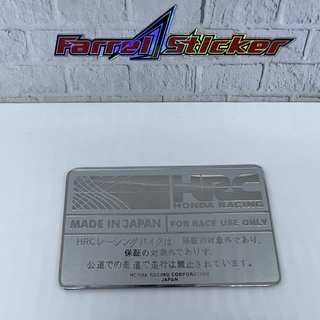 Farrel Sticker
HRC
HONDA RACING
MADE IN JAPAN
FOR RACE USE ONLY
HRCレーシングバイクは、保証の対象外であり、
保証の対象外であります。
公道での走道で走行は禁止されています。
HONDA RACING CORPORATION
JAPAN